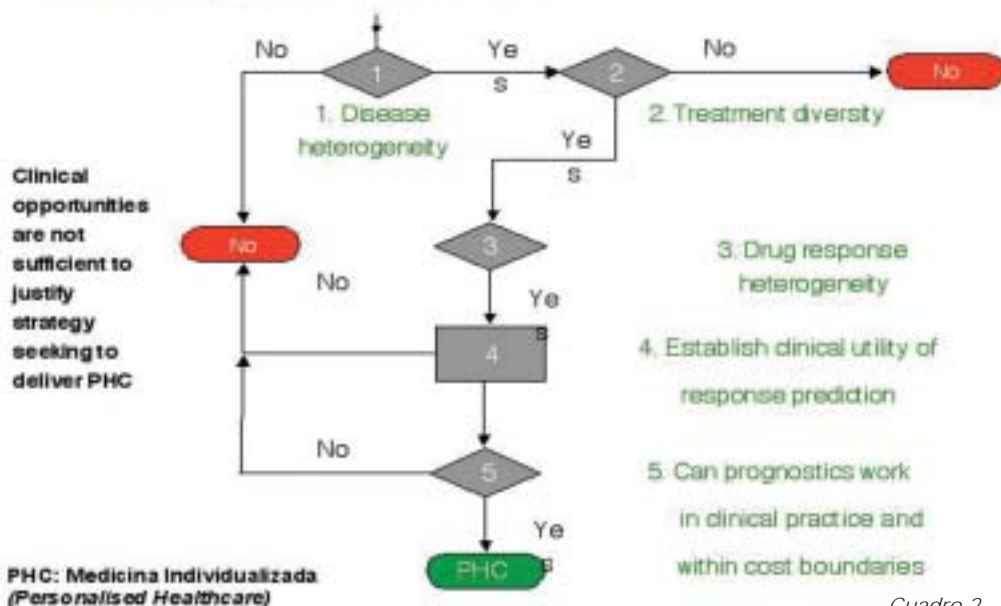 No
Ye
s
No
1
2
No
1. Disease
heterogeneity
2. Treatment diversity
Ye
s
Clinical
opportunities
are not
sufficient to
justify
strategy
seeking to
deliver PHC
No
3
3. Drug response
heterogeneity
No
Ye
s
4
4. Establish clinical utility of
response prediction
No
5
5. Can prognostics work
in clinical practice and
within cost boundaries
Ye
s
PHC
PHC: Medicina Individualizada
(Personalised Healthcare)
Cuadro 2